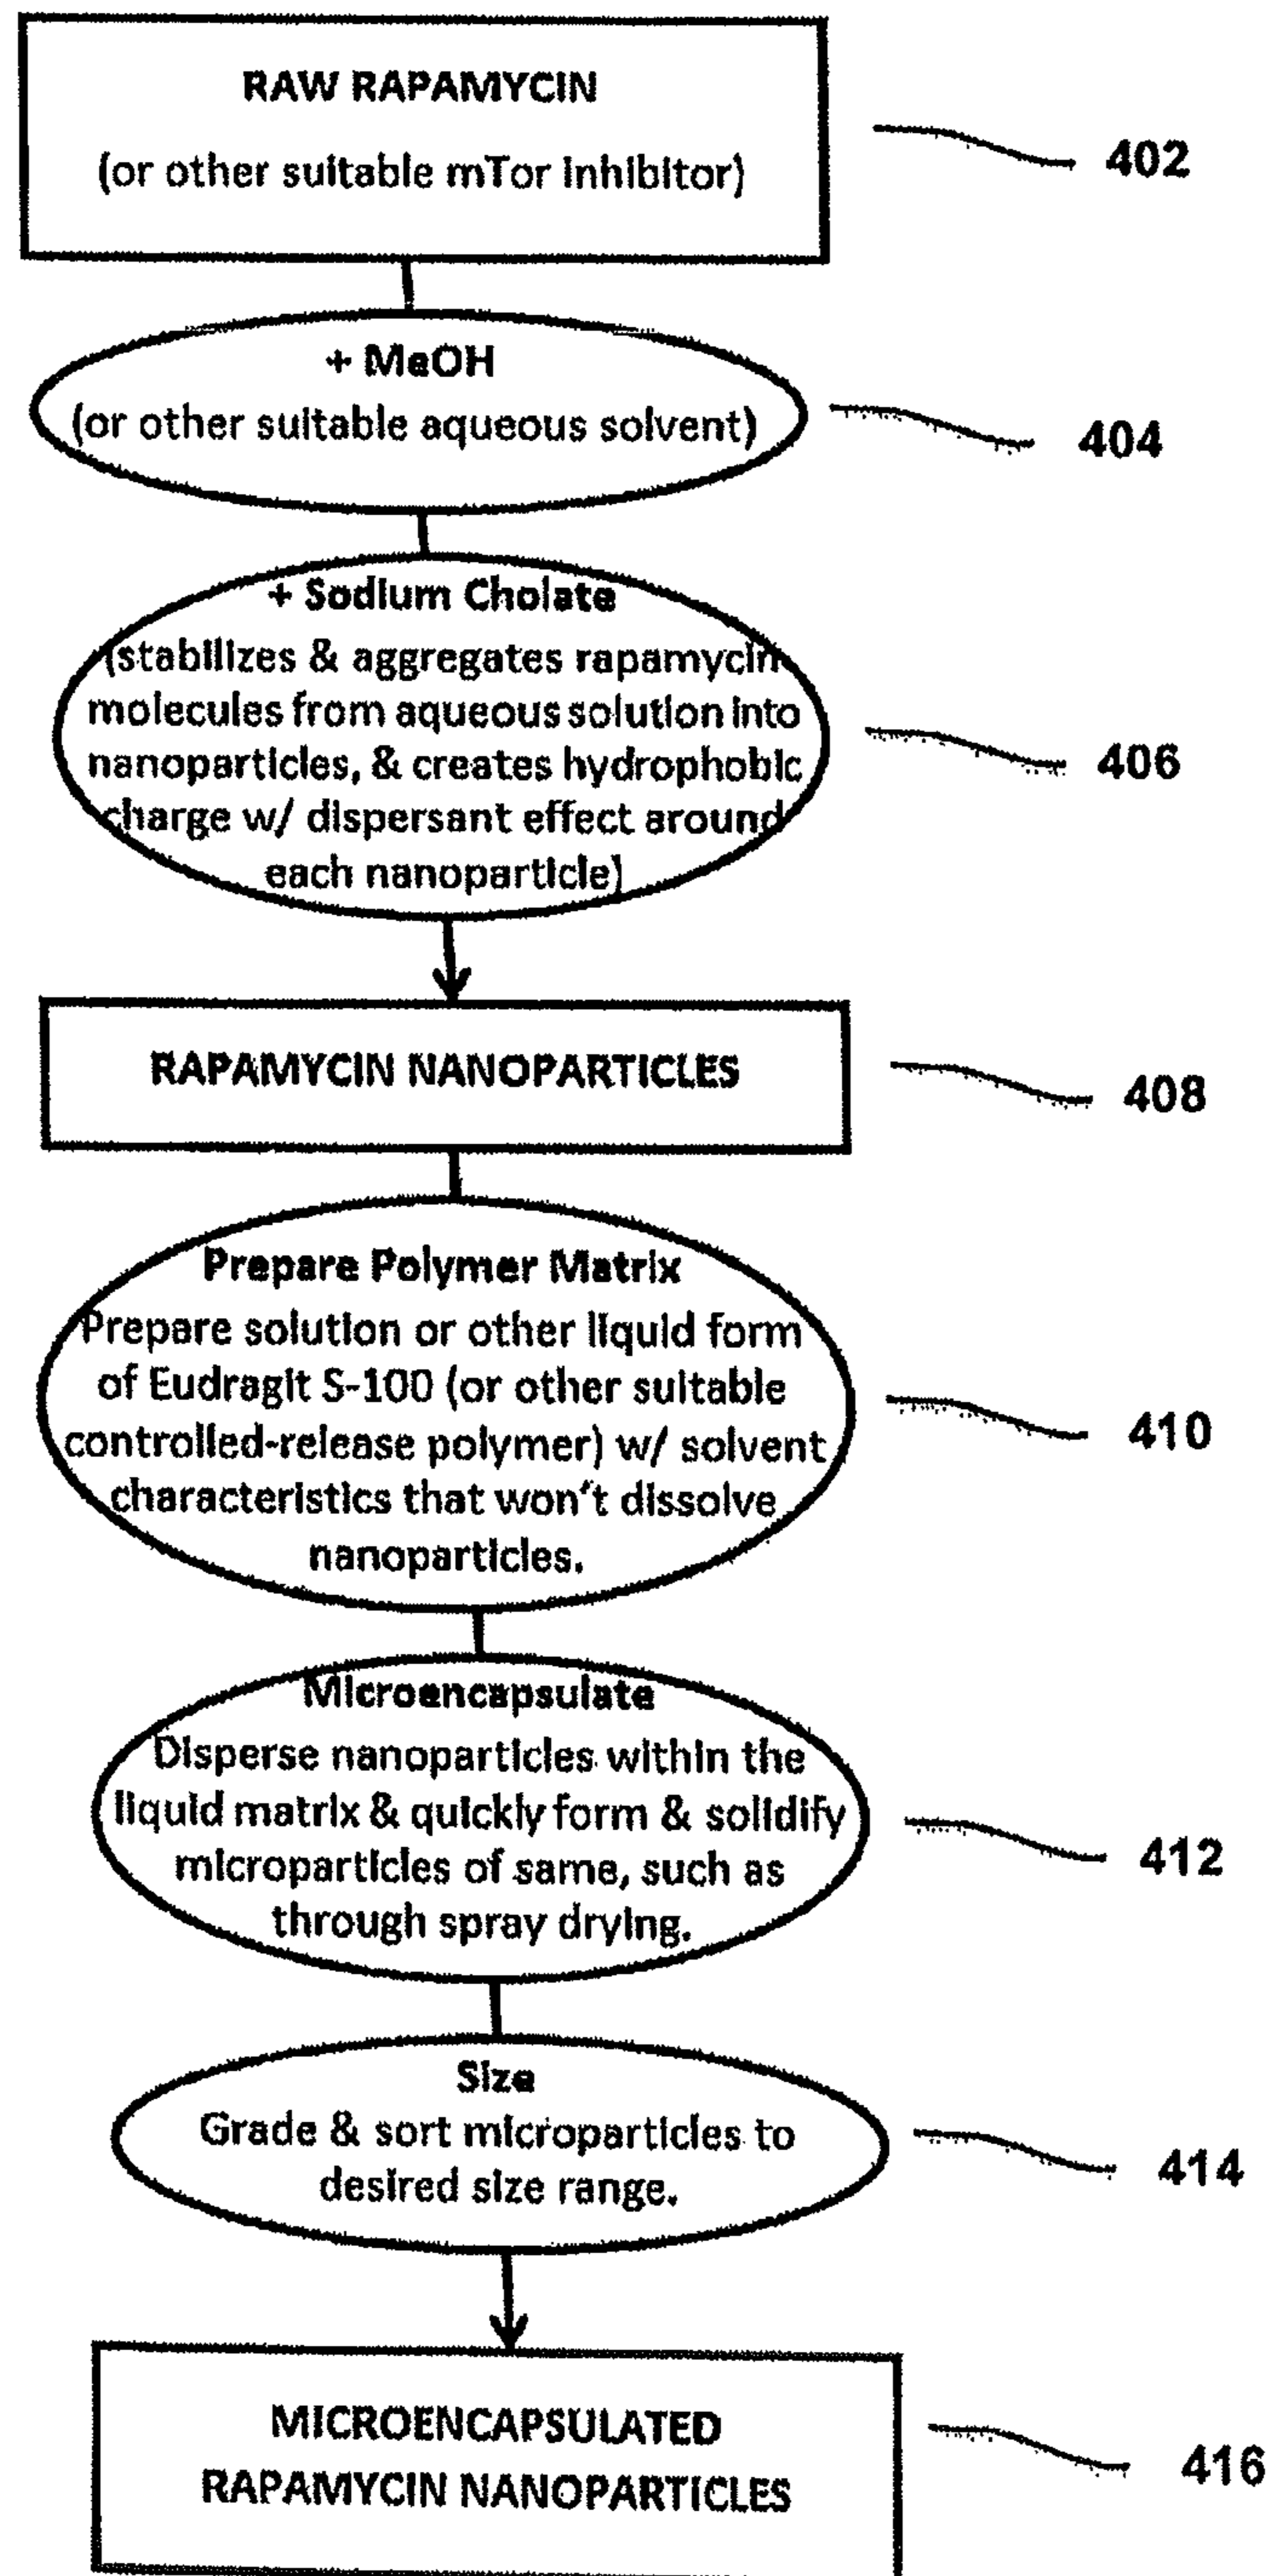 RAW RAPAMYCIN
(or other suitable mTor inhibitor)
402
+ MeOH
(or other suitable aqueous solvent)
404
+ Sodium Cholate
(stabilizes & aggregates rapamycin
molecules from aqueous solution into
nanoparticles, & creates hydrophobic
charge w/ dispersant effect around
each nanoparticle)
406
RAPAMYCIN NANOPARTICLES
408
Prepare Polymer Matrix
Prepare solution or other liquid form
of Eudragit S-100 (or other suitable
controlled-release polymer) w/ solvent
characteristics that won't dissolve
nanoparticles.
410
Microencapsulate
Disperse nanoparticles within the
liquid matrix & quickly form & solidify
microparticles of same, such as
through spray drying.
412
Size
Grade & sort microparticles to
desired size range.
414
MICROENCAPSULATED
RAPAMYCIN NANOPARTICLES
416